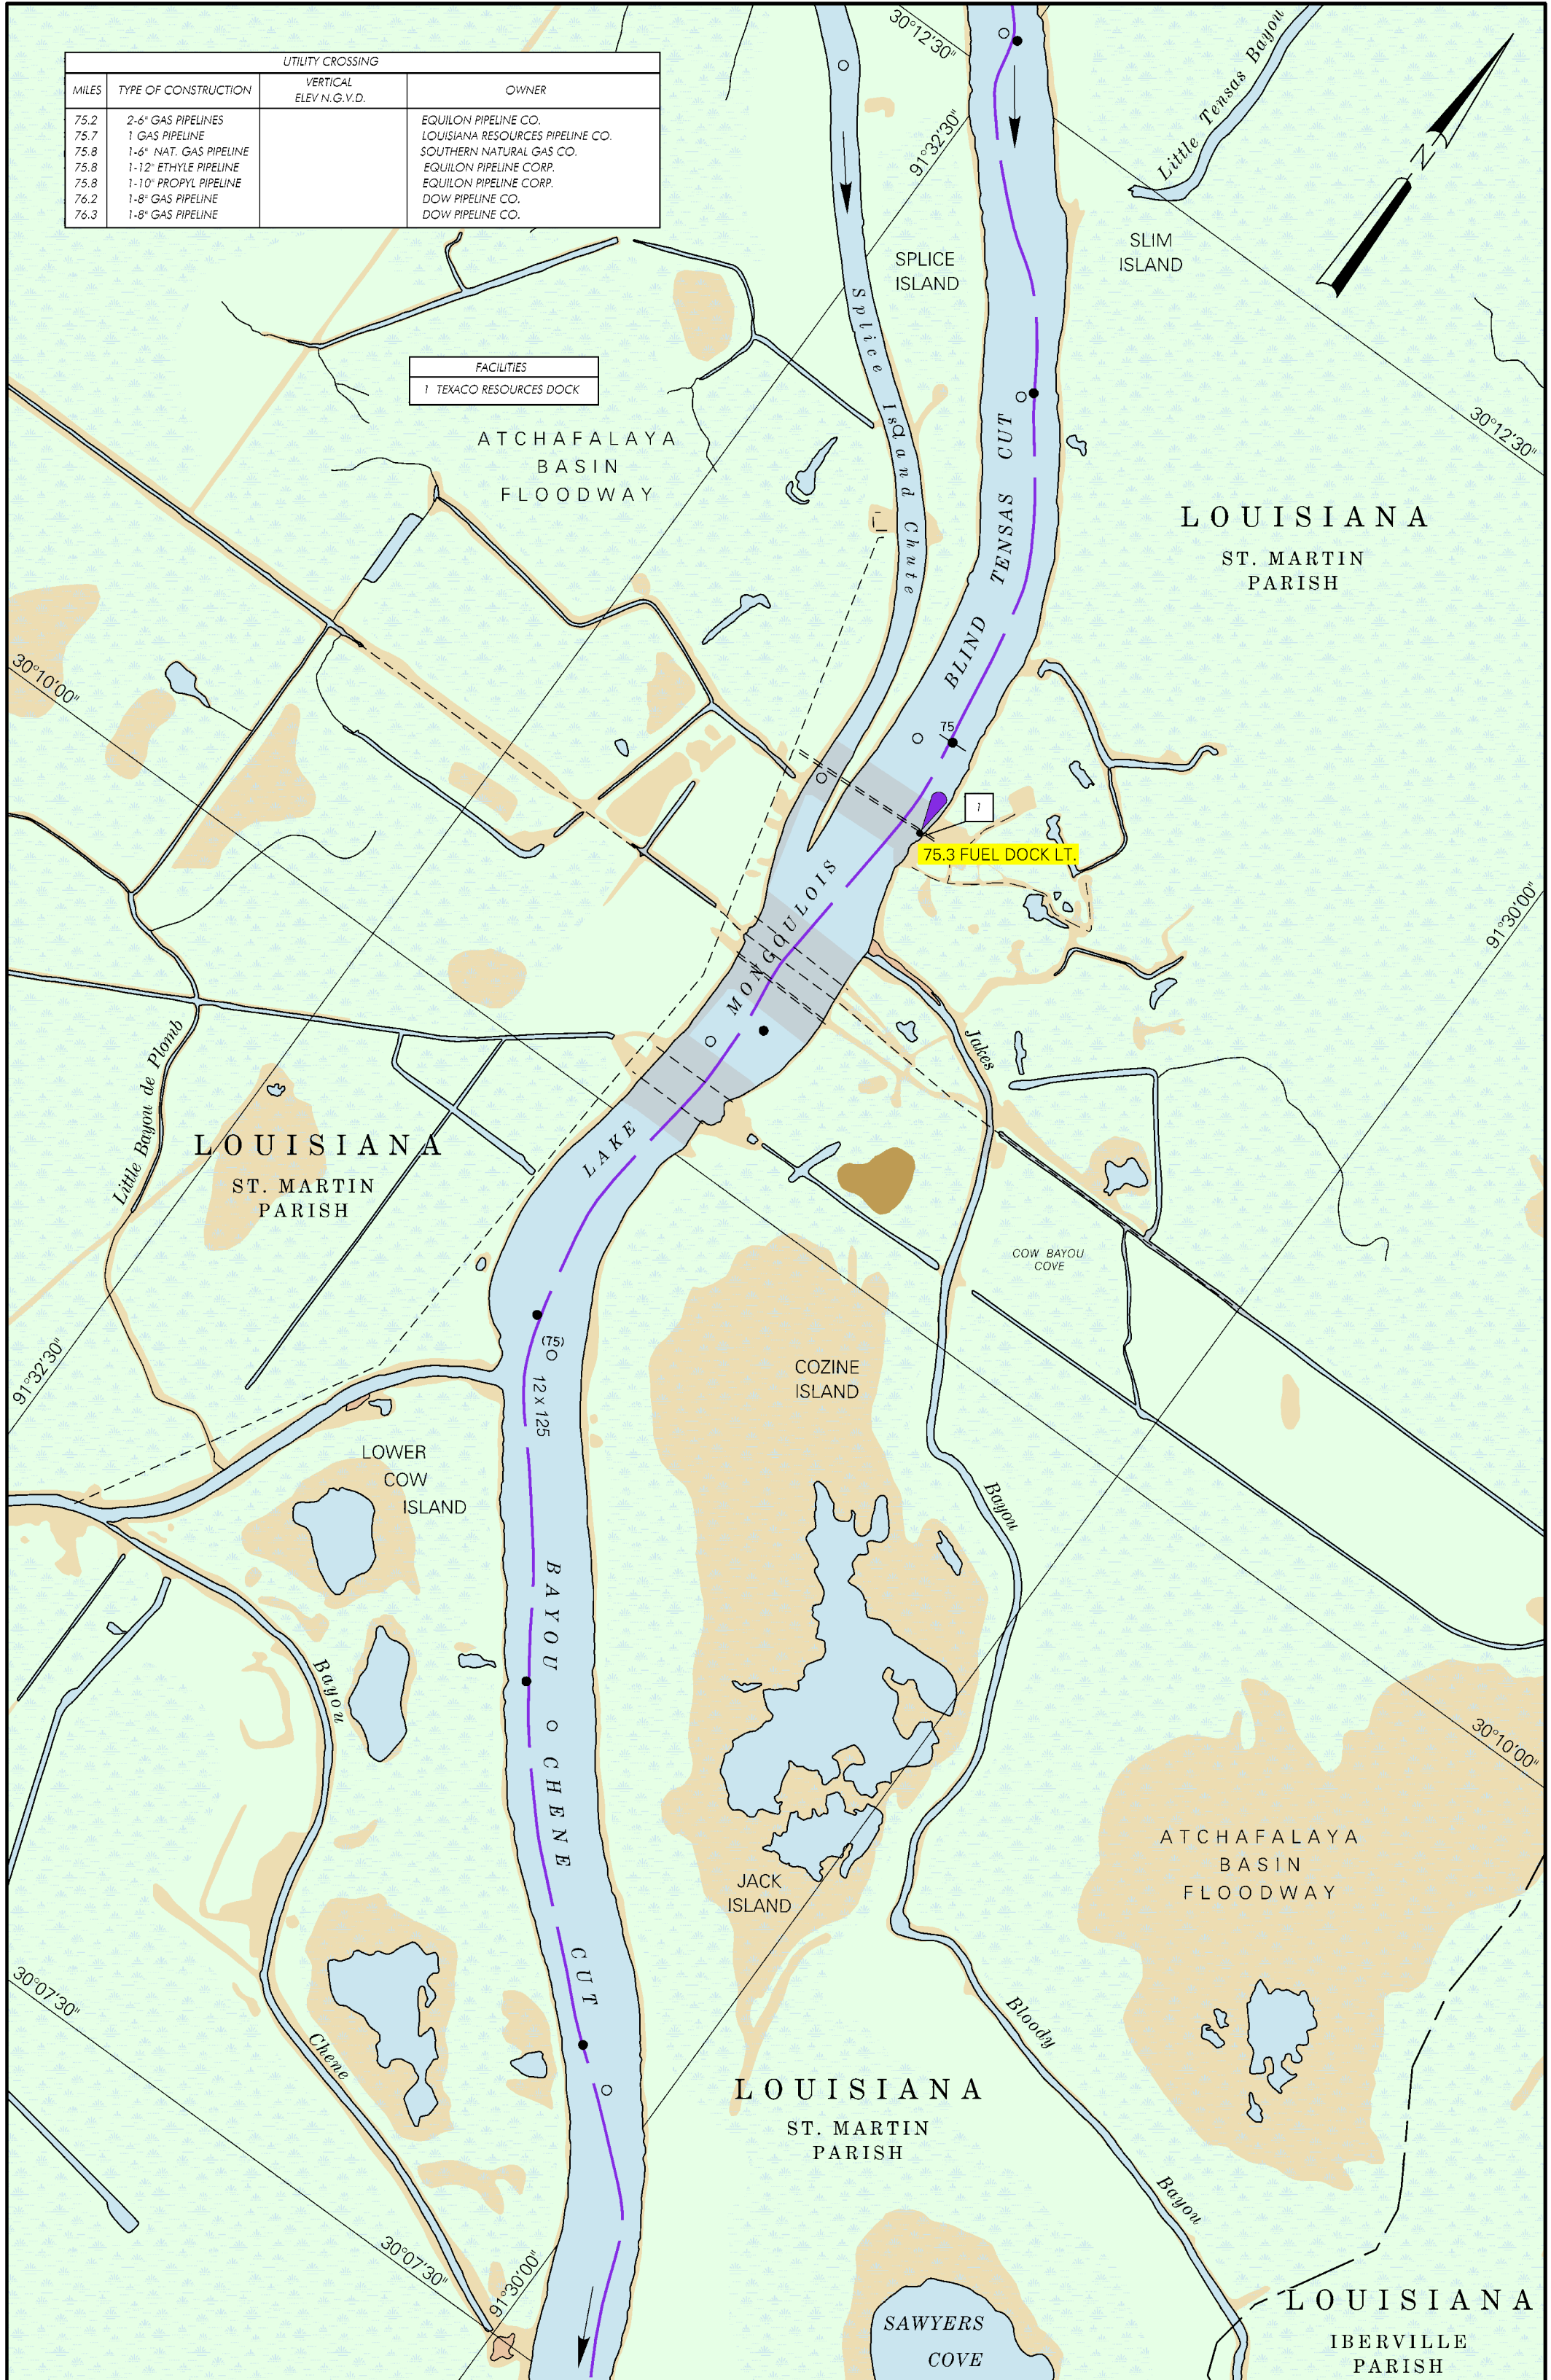 UTILITY CROSSING
MILES TYPE OF CONSTRUCTION VERTICAL ELEV N.G.V.D. OWNER
75.2 2-6" GAS PIPELINES EQUILON PIPELINE CO.
75.7 1 GAS PIPELINE LOUISIANA RESOURCES PIPELINE CO.
75.8 1-6" NAT. GAS PIPELINE SOUTHERN NATURAL GAS CO.
75.8 1-12" ETHYLE PIPELINE EQUILON PIPELINE CORP.
75.8 1-10" PROPYL PIPELINE EQUILON PIPELINE CORP.
76.2 1-8" GAS PIPELINE DOW PIPELINE CO.
76.3 1-8" GAS PIPELINE DOW PIPELINE CO.
30°12'30"
91°32'30"
Little Tensas Bayou
N
SPLICE
ISLAND
SLIM
ISLAND
Splice Island Chute
FACILITIES
1 TEXACO RESOURCES DOCK
30°12'30"
ATCHAFALAYA
BASIN
FLOODWAY
BLIND TENSAS CUT
LOUISIANA
ST. MARTIN
PARISH
30°10'00"
75
1
75.3 FUEL DOCK LT.
91°30'00"
LAKE MONGOULOIS
Jakes
Little Bayou de Plomb
LOUISIANA
ST. MARTIN
PARISH
COW BAYOU
COVE
91°32'30"
(75)
12 x 125
COZINE
ISLAND
LOWER
COW
ISLAND
Bayou
BAYOU CHENE CUT
Bayou
30°10'00"
ATCHAFALAYA
BASIN
FLOODWAY
JACK
ISLAND
30°07'30"
Chene
Bloody
LOUISIANA
ST. MARTIN
PARISH
Bayou
30°07'30"
91°30'00"
SAWYERS
COVE
LOUISIANA
IBERVILLE
PARISH